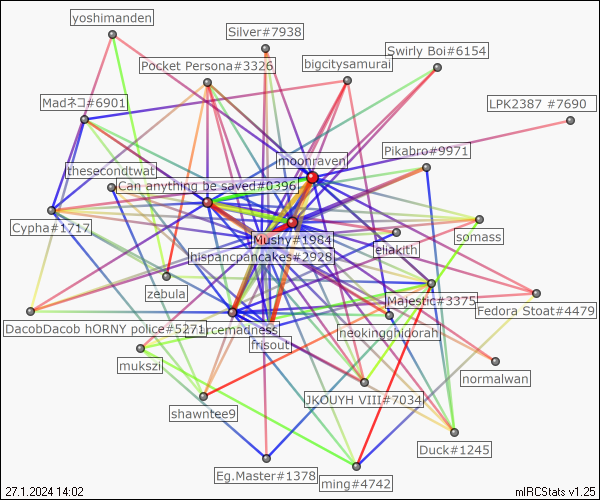 yoshimanden
Silver#7938
Swirly Boi#6154
Pocket Persona#3326
bigcitysamurai
Madネコ#6901
LPK2387 #7690
Pikabro#9971
moonraven
thesecondtwat
Can anything be saved#0396
Cypha#1717
somass
Mushy#1984
eliakith
hispancpancakes#2928
zebula
Majestic#3375
Fedora Stoat#4479
DacobDacob hORNY police#5271
rcemadness
neokingghidorah
frisout
mukszi
normalwan
JKOUYH VIII#7034
shawntee9
Duck#1245
Eg.Master#1378
ming#4742
27.1.2024 14:02
mIRCStats v1.25